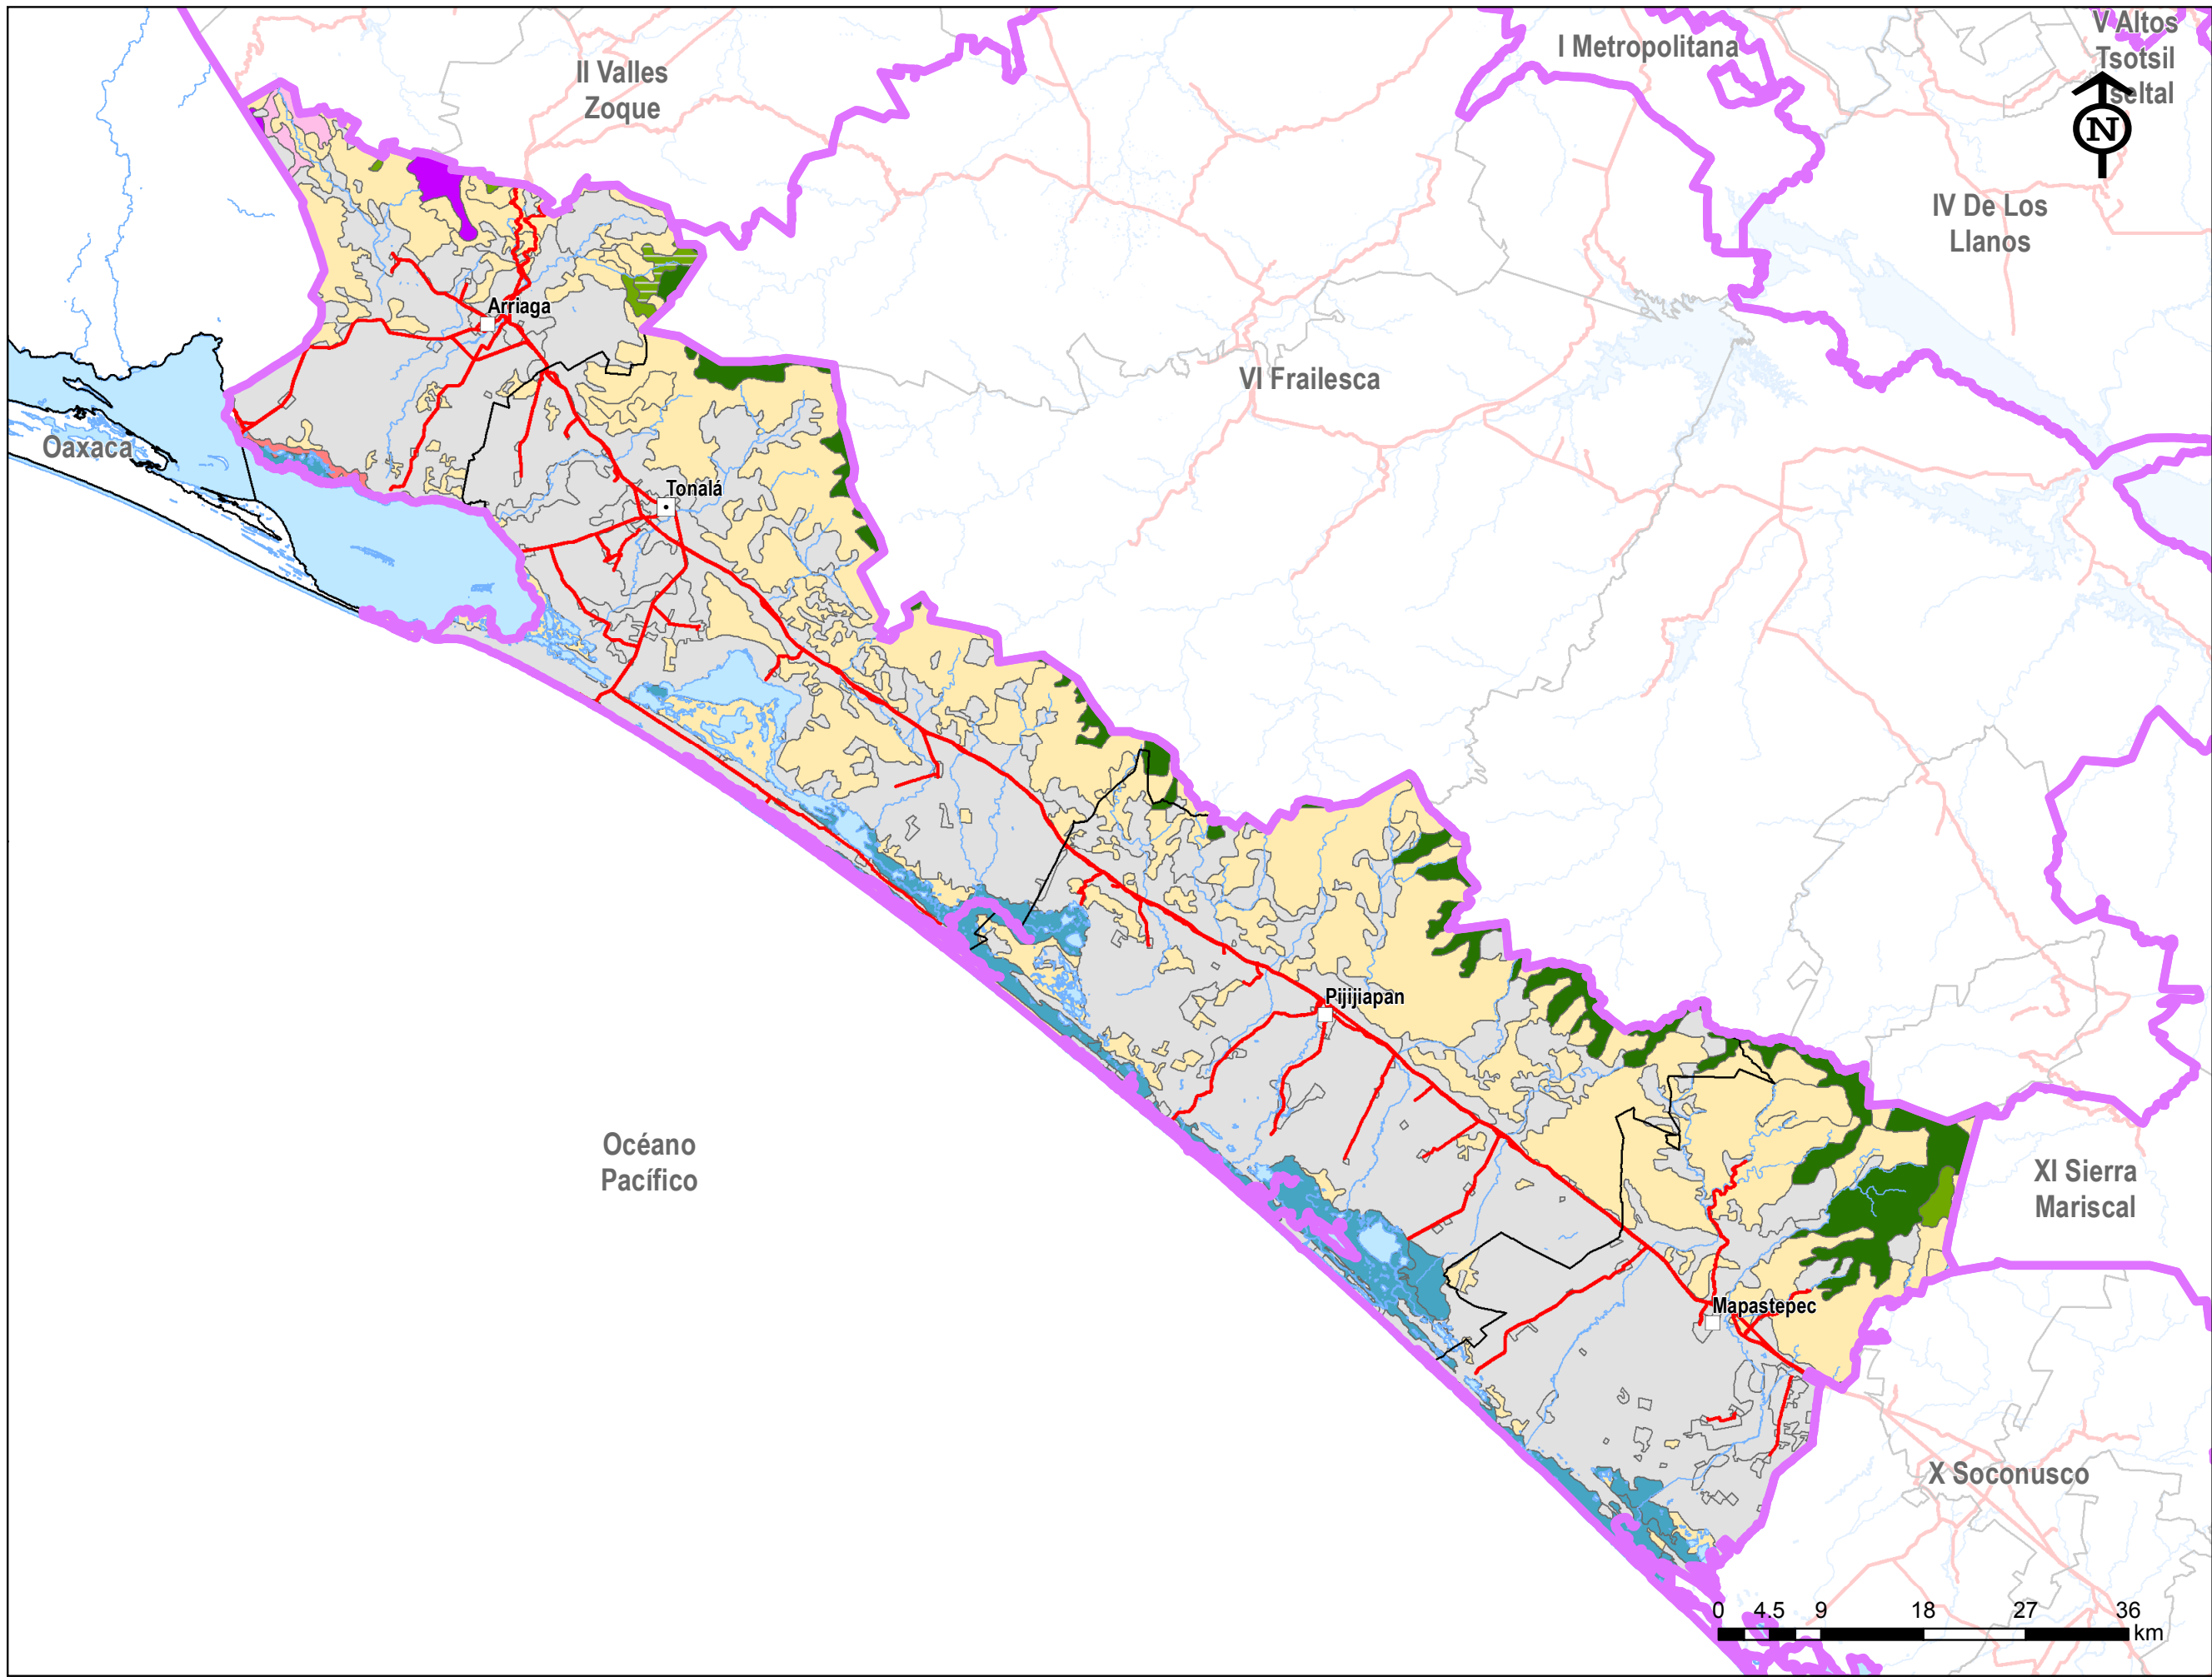 V Altos
Tsotsil
Tseltal
I Metropolitana
II Valles
Zoque
N
IV De Los
Llanos
Arriaga
VI Frailesca
Oaxaca
Tonalá
Pijijiapan
Océano
Pacífico
XI Sierra
Mariscal
Mapastepec
X Soconusco
0 4.5 9 18 27 36
km